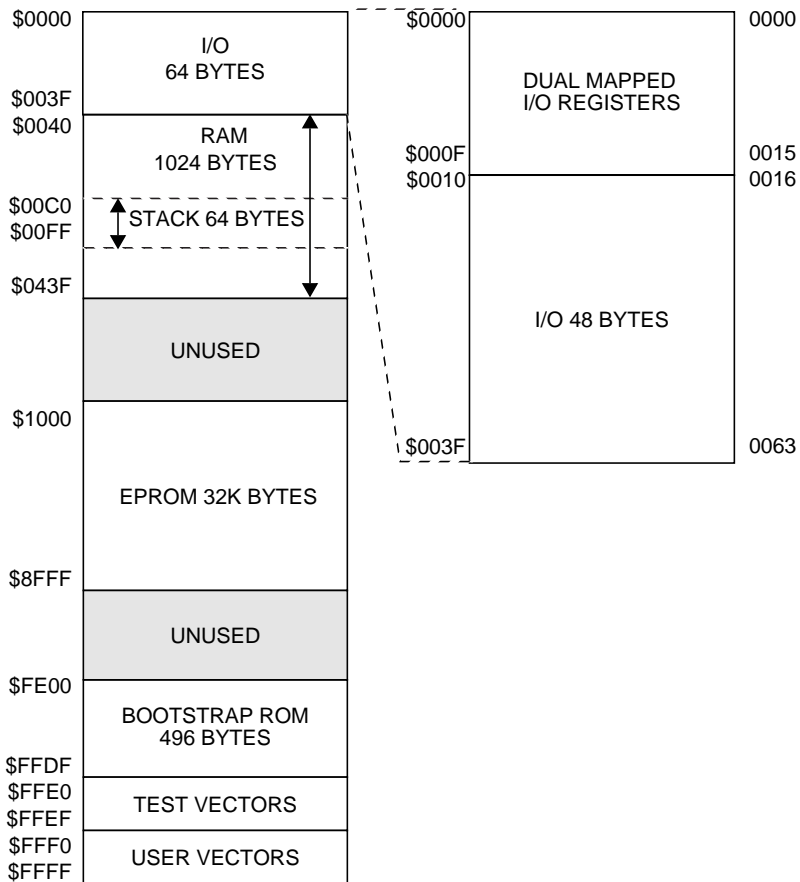 $0000
I/O
64 BYTES
$003F
$0040
RAM
1024 BYTES
$00C0
STACK 64 BYTES
$00FF
$043F
UNUSED
$1000
EPROM 32K BYTES
$8FFF
UNUSED
$FE00
BOOTSTRAP ROM
496 BYTES
$FFDF
$FFE0
TEST VECTORS
$FFEF
$FFF0
USER VECTORS
$FFFF
$0000
0000
DUAL MAPPED
I/O REGISTERS
$000F
0015
$0010
0016
I/O 48 BYTES
$003F
0063